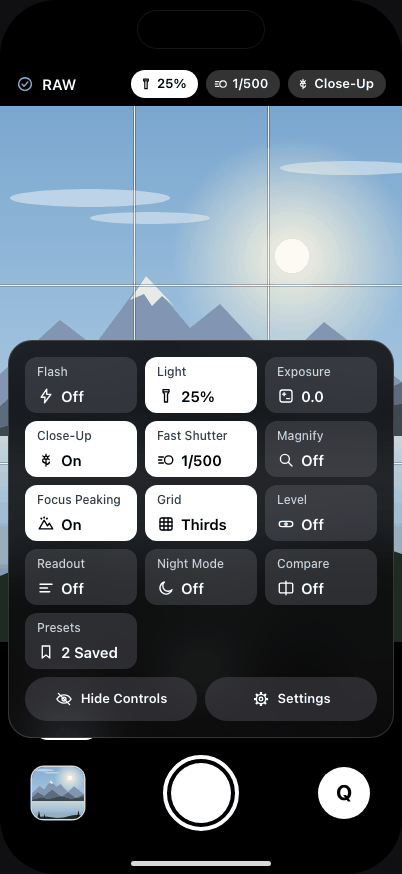 RAW
25%
1/500
Close-Up
Flash
Off
Light
25%
Exposure
0.0
Close-Up
On
Fast Shutter
1/500
Magnify
Off
Focus Peaking
On
Grid
Thirds
Level
Off
Readout
Off
Night Mode
Off
Compare
Off
Presets
2 Saved
Hide Controls
Settings
Q